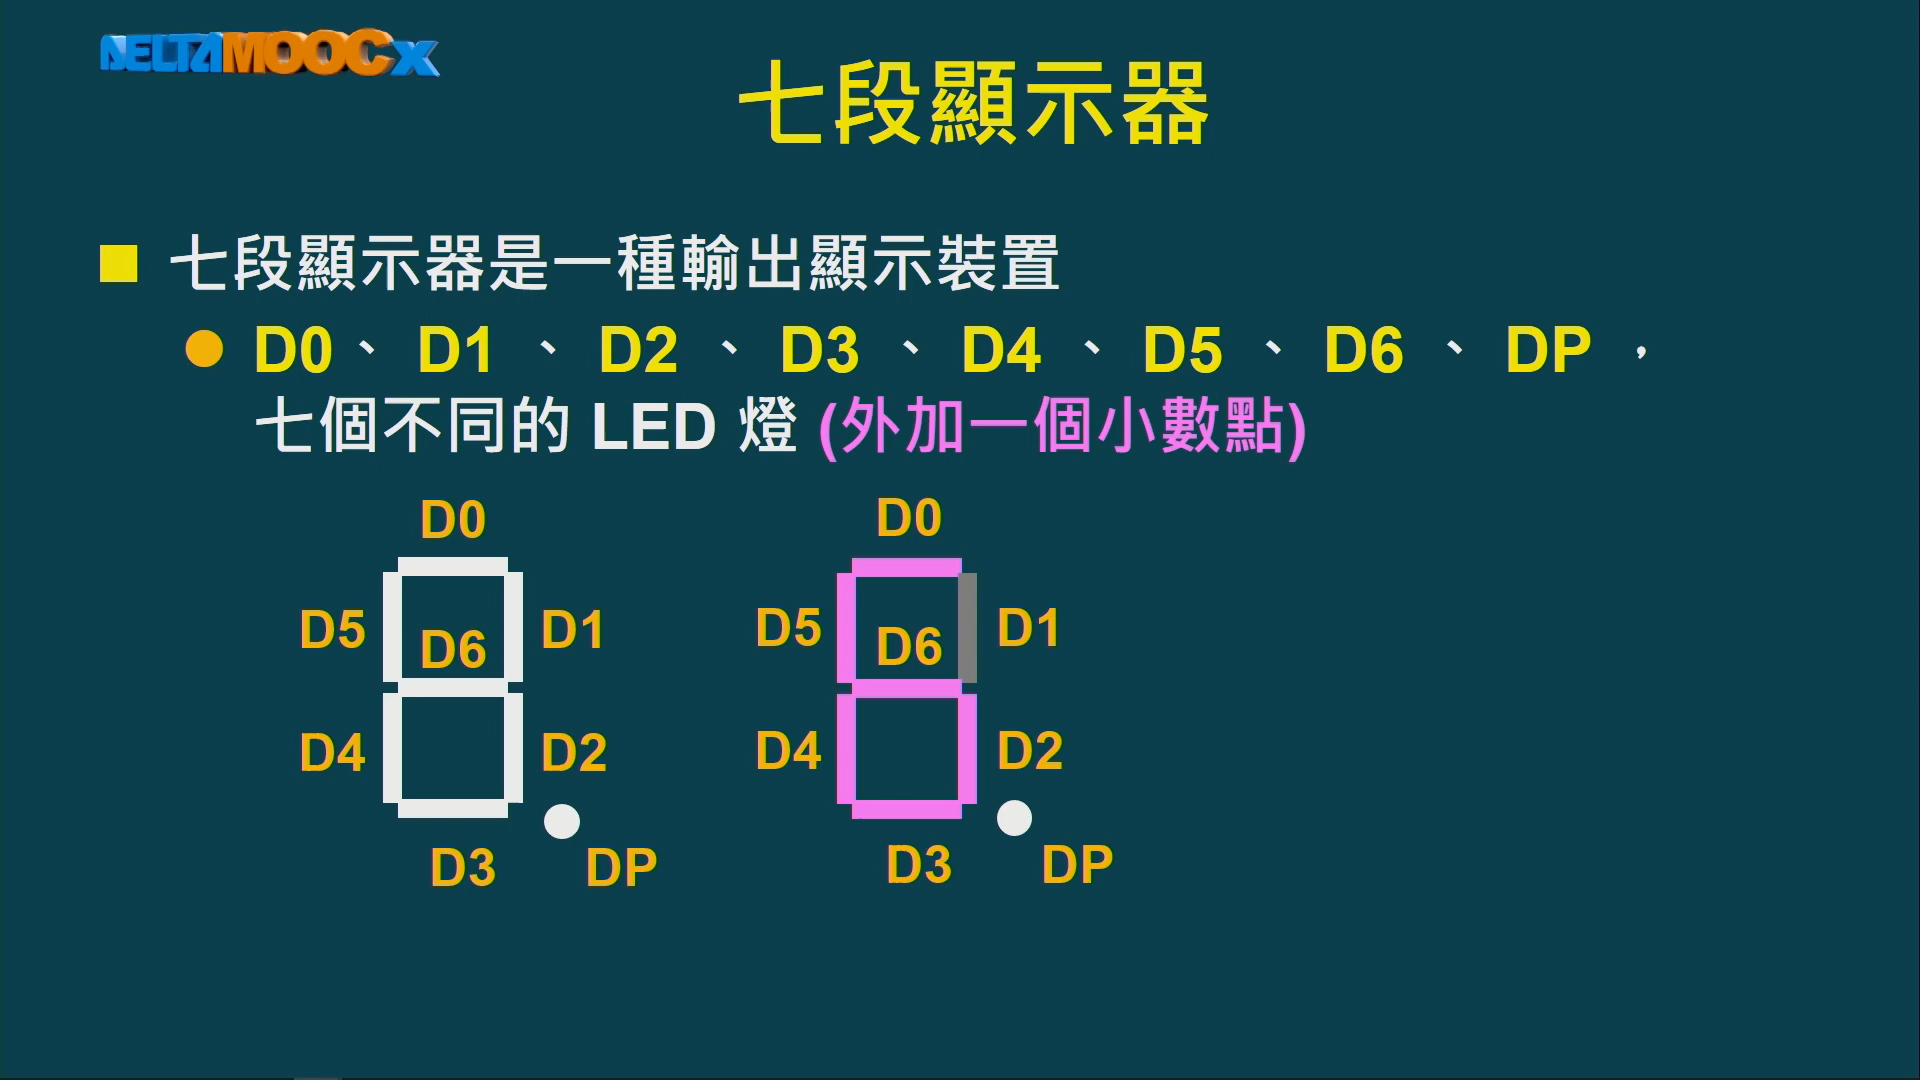 DELTAMOOCx
七段顯示器
七段顯示器是一種輸出顯示裝置
D0、 D1 、 D2 、 D3 、 D4 、 D5 、 D6 、 DP ，
七個不同的 LED 燈 (外加一個小數點)
D0 D0
D5 D1 D5 D1
D6 D6
D4 D2 D4 D2
D3 DP D3 DP